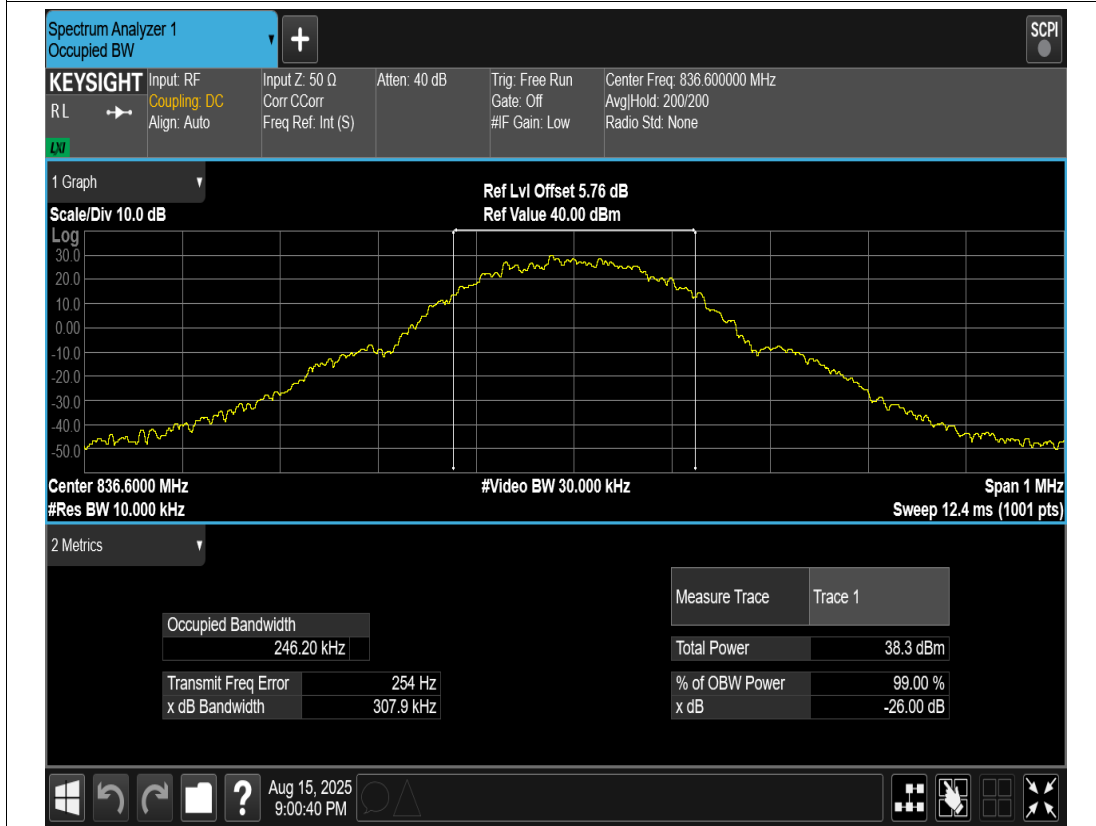 Spectrum Analyzer 1
Occupied BW
+
SCPI
KEYSIGHT
RL
LXI
Input: RF
Coupling: DC
Align: Auto
Input Z: 50 Ω
Corr CCorr
Freq Ref: Int (S)
Atten: 40 dB
Trig: Free Run
Gate: Off
#IF Gain: Low
Center Freq: 836.600000 MHz
Avg|Hold: 200/200
Radio Std: None
1 Graph
Scale/Div 10.0 dB
Ref Lvl Offset 5.76 dB
Ref Value 40.00 dBm
Log
30.0
20.0
10.0
0.00
-10.0
-20.0
-30.0
-40.0
-50.0
Center 836.6000 MHz
#Video BW 30.000 kHz
Span 1 MHz
#Res BW 10.000 kHz
Sweep 12.4 ms (1001 pts)
2 Metrics
Measure Trace Trace 1
Occupied Bandwidth
246.20 kHz
Total Power 38.3 dBm
Transmit Freq Error 254 Hz
% of OBW Power 99.00 %
x dB Bandwidth 307.9 kHz
x dB -26.00 dB
?
Aug 15, 2025
9:00:40 PM